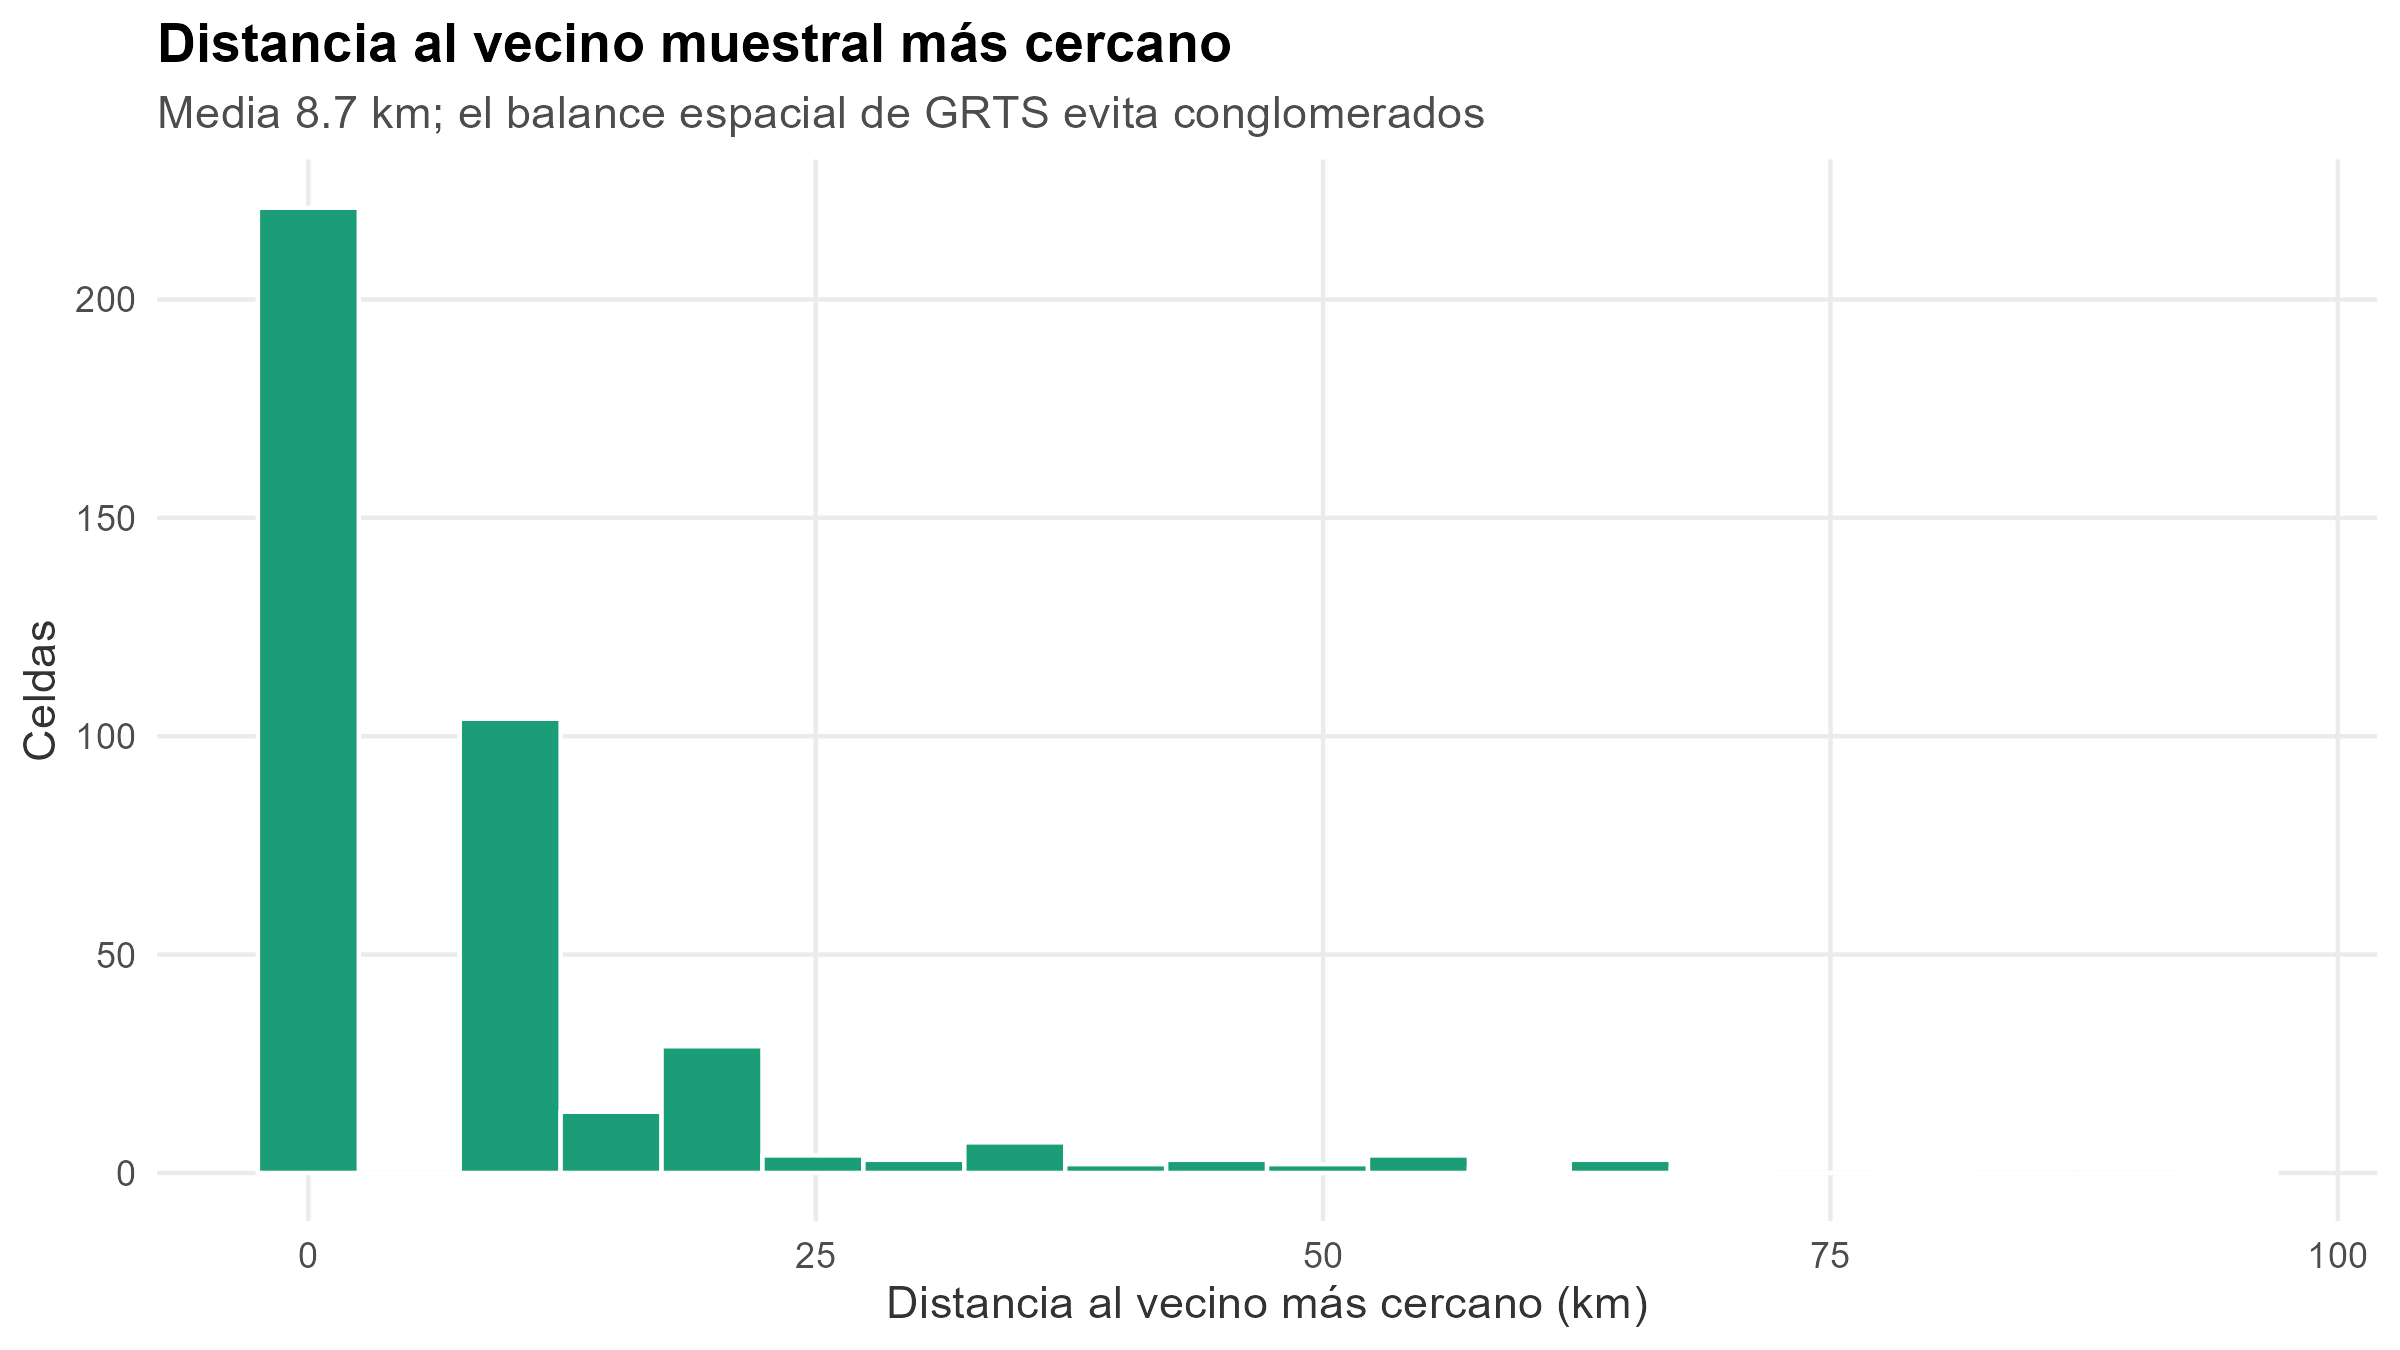 Distancia al vecino muestral más cercano
Media 8.7 km; el balance espacial de GRTS evita conglomerados
Celdas
200
150
100
50
0
0 25 50 75 100
Distancia al vecino más cercano (km)